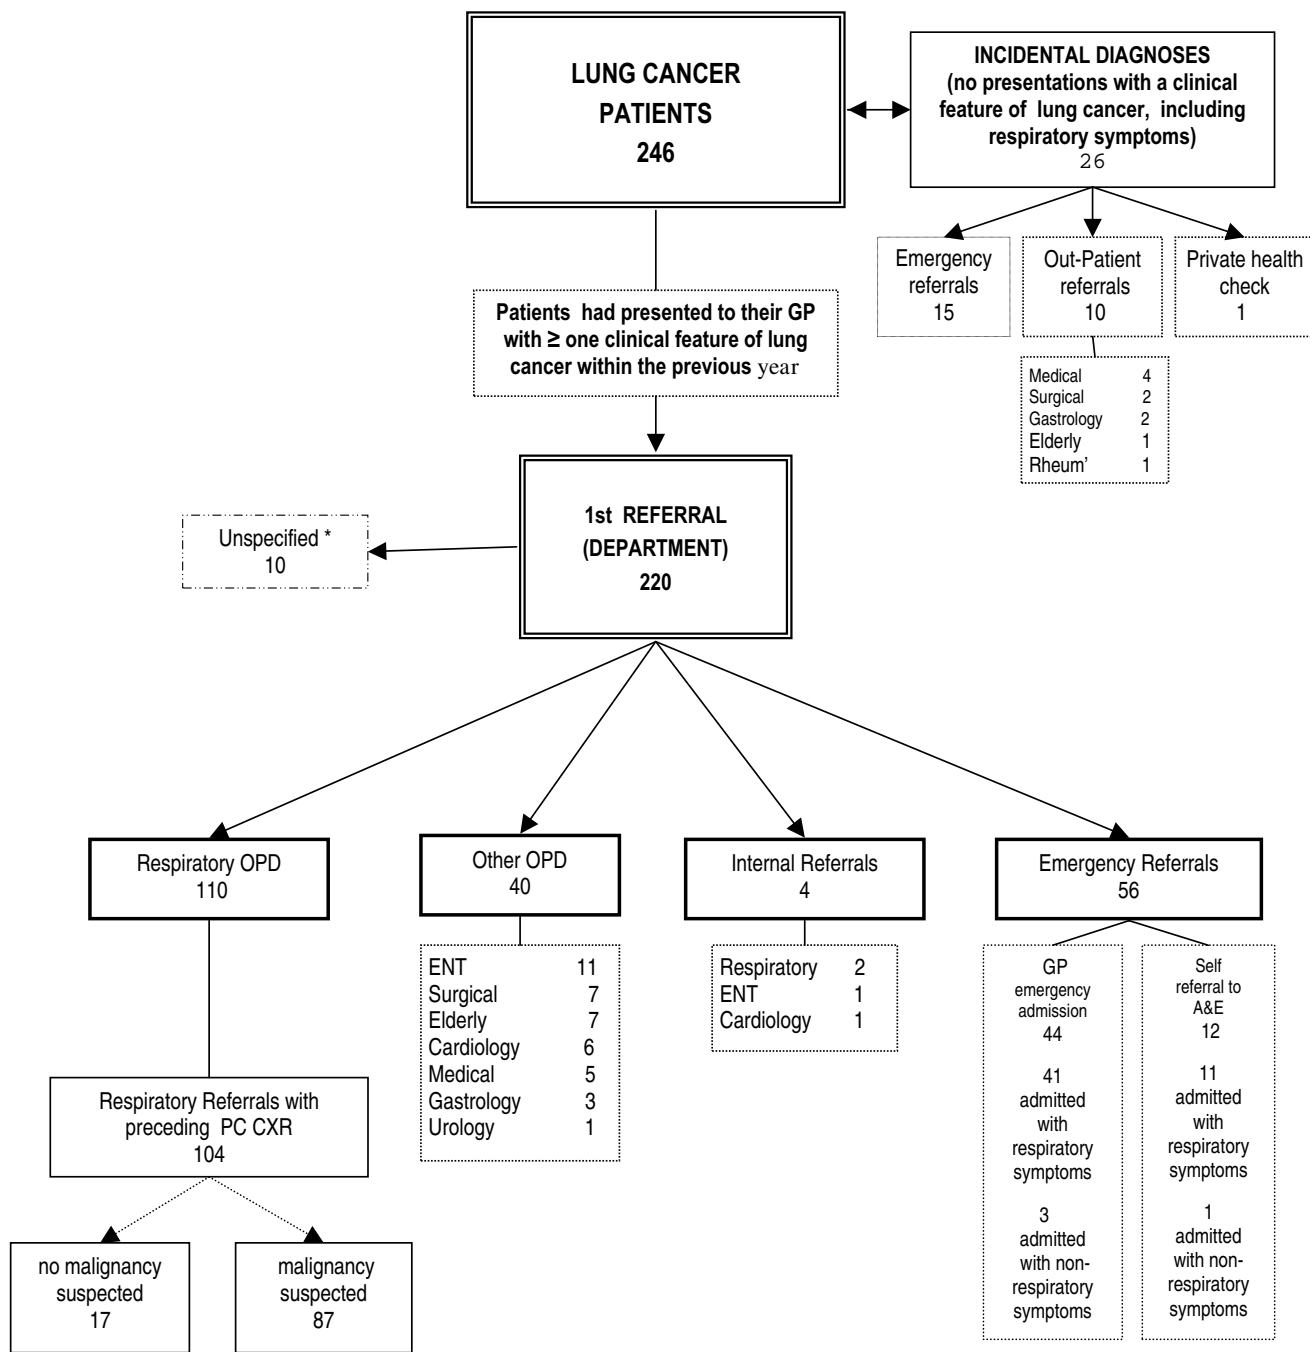 LUNG CANCER
PATIENTS
246
INCIDENTAL DIAGNOSES
(no presentations with a clinical
feature of lung cancer, including
respiratory symptoms)
26
Emergency
referrals
15
Out-Patient
referrals
10
Private health
check
1
Medical 4
Surgical 2
Gastrology 2
Elderly 1
Rheum' 1
Patients had presented to their GP
with ≥ one clinical feature of lung
cancer within the previous year
1st REFERRAL
(DEPARTMENT)
220
Unspecified *
10
Respiratory OPD
110
Other OPD
40
Internal Referrals
4
Emergency Referrals
56
ENT 11
Surgical 7
Elderly 7
Cardiology 6
Medical 5
Gastrology 3
Urology 1
Respiratory 2
ENT 1
Cardiology 1
GP
emergency
admission
44
41
admitted
with
respiratory
symptoms
3
admitted
with non-
respiratory
symptoms
Self
referral to
A&E
12
11
admitted
with
respiratory
symptoms
1
admitted
with non-
respiratory
symptoms
Respiratory Referrals with
preceding PC CXR
104
no malignancy
suspected
17
malignancy
suspected
87